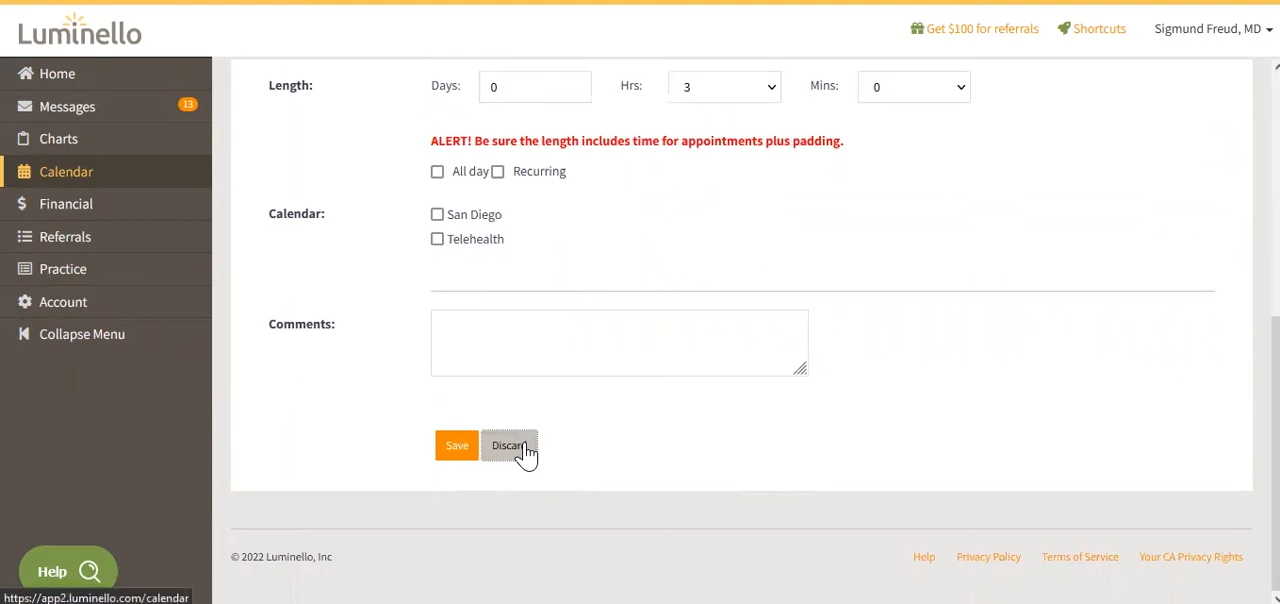 Luminello
Get $100 for referrals
Shortcuts
Sigmund Freud, MD
Home
Messages
13
Charts
Calendar
Financial
Referrals
Practice
Account
Collapse Menu
Length:
Days:
0
Hrs:
3
Mins:
0
ALERT! Be sure the length includes time for appointments plus padding.
All day
Recurring
Calendar:
San Diego
Telehealth
Comments:
Save
Discard
© 2022 Luminello, Inc
Help
Privacy Policy
Terms of Service
Your CA Privacy Rights
Help
https://app2.luminello.com/calendar